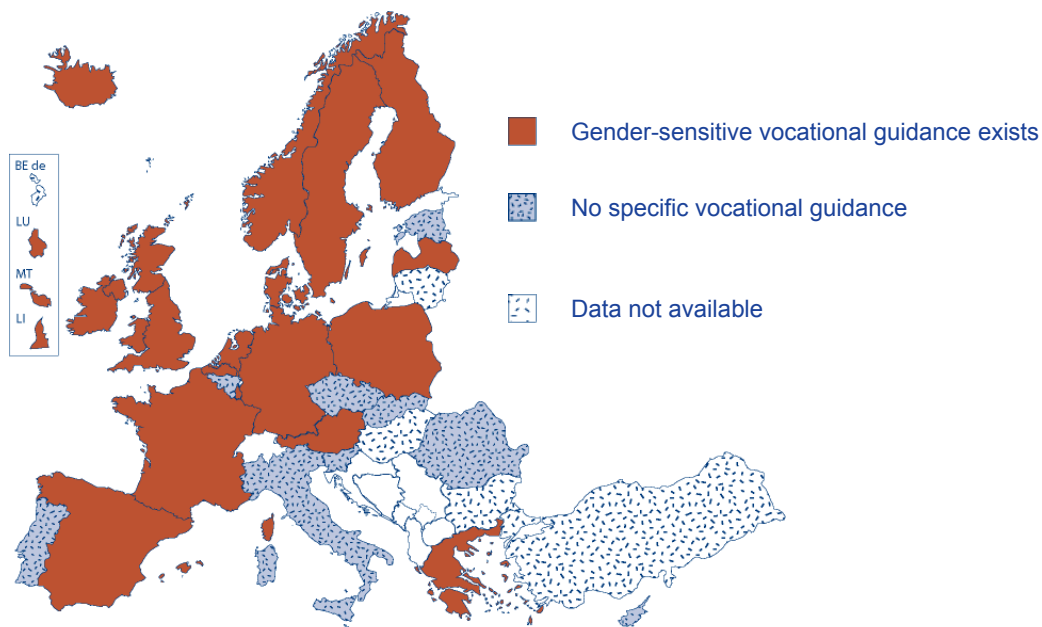 BE de
LU
MT
LI
Gender-sensitive vocational guidance exists
No specific vocational guidance
Data not available